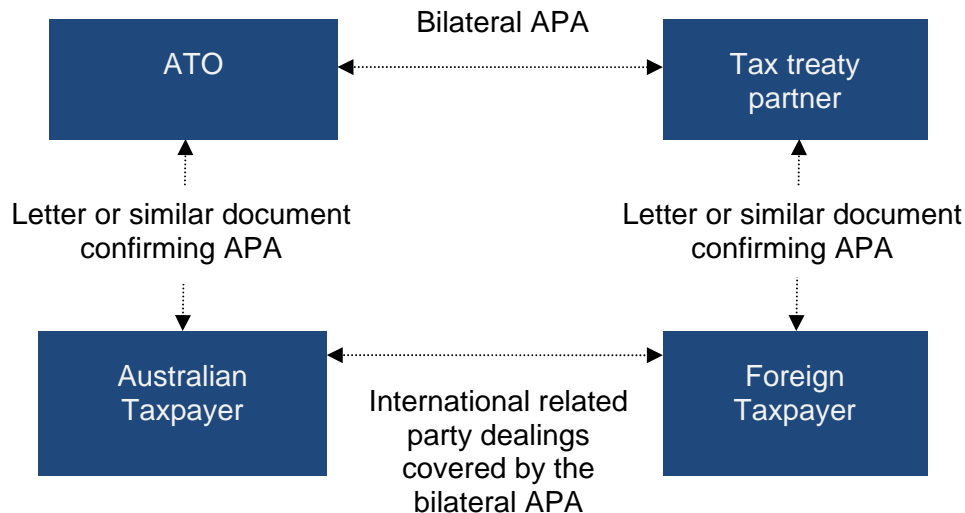 Bilateral APA
ATO
Tax treaty
partner
Letter or similar document
confirming APA
Letter or similar document
confirming APA
Australian
Taxpayer
Foreign
Taxpayer
International related
party dealings
covered by the
bilateral APA